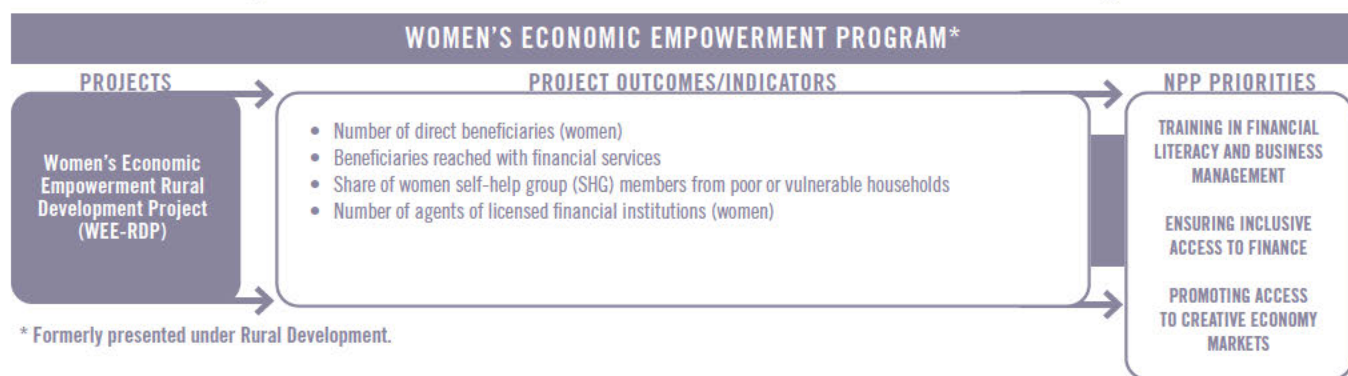 WOMEN'S ECONOMIC EMPOWERMENT PROGRAM*
PROJECTS
PROJECT OUTCOMES/INDICATORS
NPP PRIORITIES
Women's Economic
Empowerment Rural
Development Project
(WEE-RDP)
• Number of direct beneficiaries (women)
• Beneficiaries reached with financial services
• Share of women self-help group (SHG) members from poor or vulnerable households
• Number of agents of licensed financial institutions (women)
TRAINING IN FINANCIAL
LITERACY AND BUSINESS
MANAGEMENT
ENSURING INCLUSIVE
ACCESS TO FINANCE
PROMOTING ACCESS
TO CREATIVE ECONOMY
MARKETS
* Formerly presented under Rural Development.